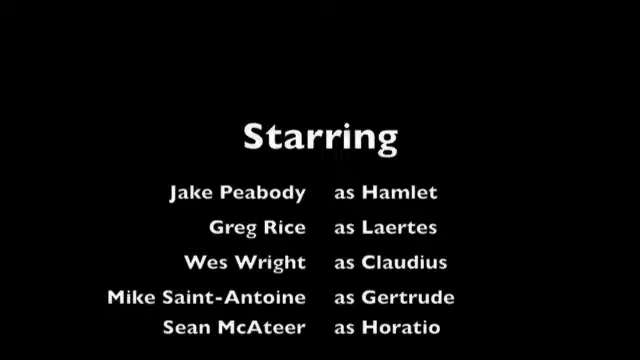 Starring
Jake Peabody as Hamlet
Greg Rice as Laertes
Wes Wright as Claudius
Mike Saint-Antoine as Gertrude
Sean McAteer as Horatio